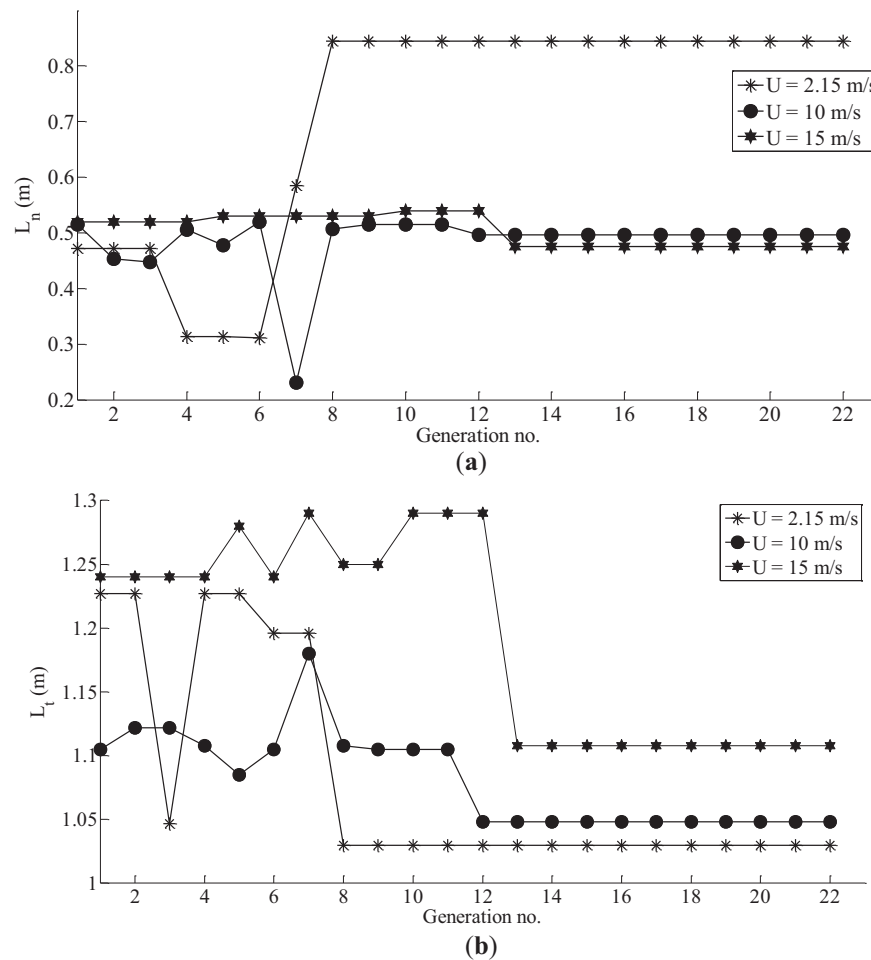 0.8
0.7
0.6
0.5
0.4
0.3
0.2
L_n (m)
2 4 6 8 10 12 14 16 18 20 22
Generation no.
U = 2.15 m/s
U = 10 m/s
U = 15 m/s
(a)
1.3
1.25
1.2
1.15
1.1
1.05
1
L_t (m)
2 4 6 8 10 12 14 16 18 20 22
Generation no.
U = 2.15 m/s
U = 10 m/s
U = 15 m/s
(b)